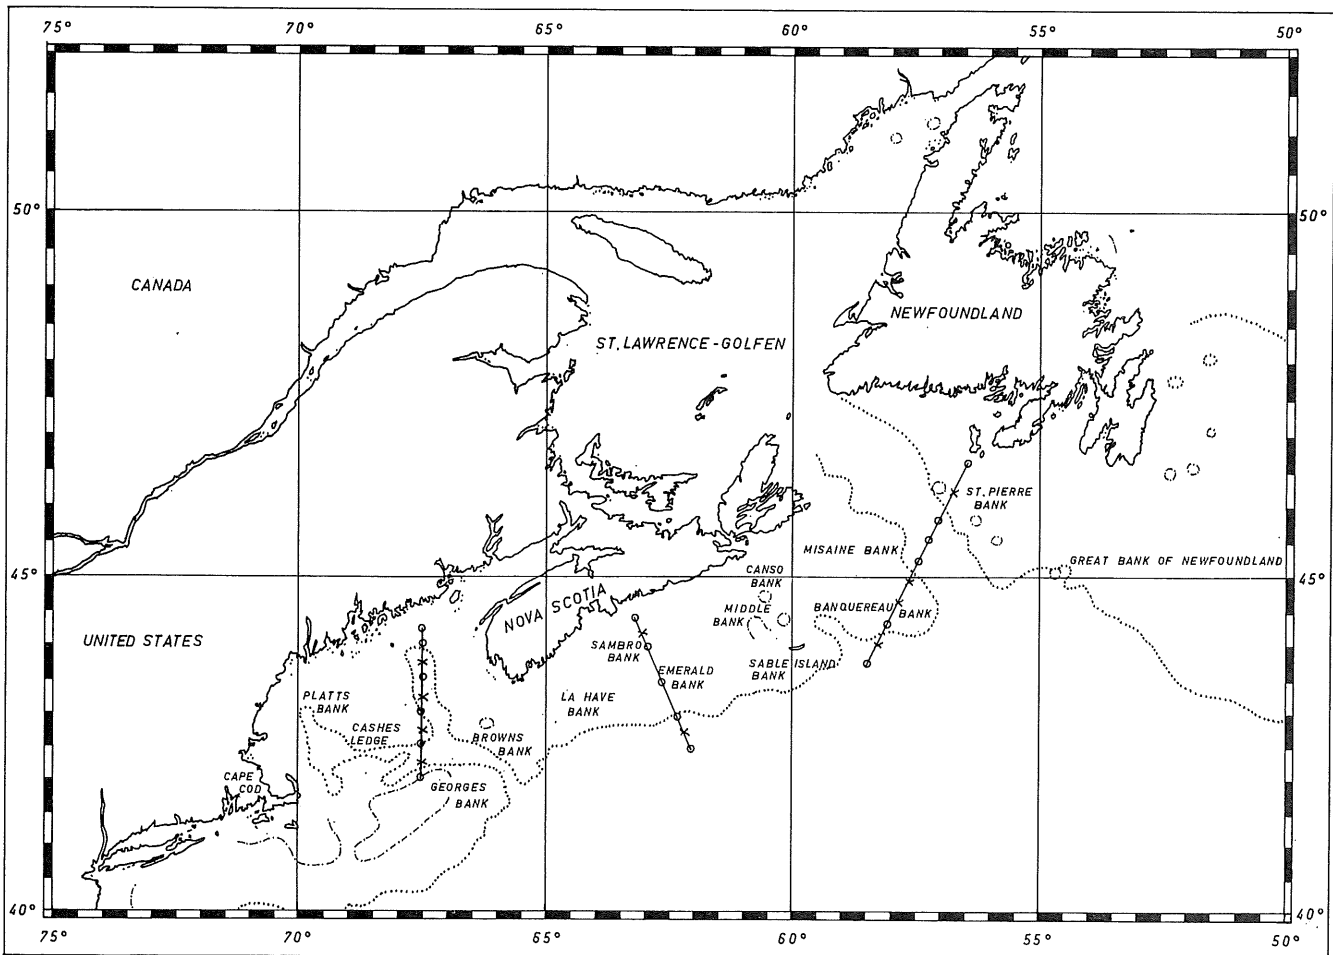 75° 70° 65° 60° 55° 50°
50° 50°
CANADA
NEWFOUNDLAND
ST. LAWRENCE-GOLFEN
ST. PIERRE
BANK
MISAINE BANK
GREAT BANK OF NEWFOUNDLAND
45° 45°
CANSO
BANK
NOVA SCOTIA
MIDDLE
BANK
BANQUEREAU
BANK
UNITED STATES
SAMBRO
BANK
SABLE ISLAND
BANK
EMERALD
BANK
PLATTS
BANK
LA HAVE
BANK
CASHES
LEDGE
BROWNS
BANK
CAPE
COD
GEORGES
BANK
40° 40°
75° 70° 65° 60° 55° 50°